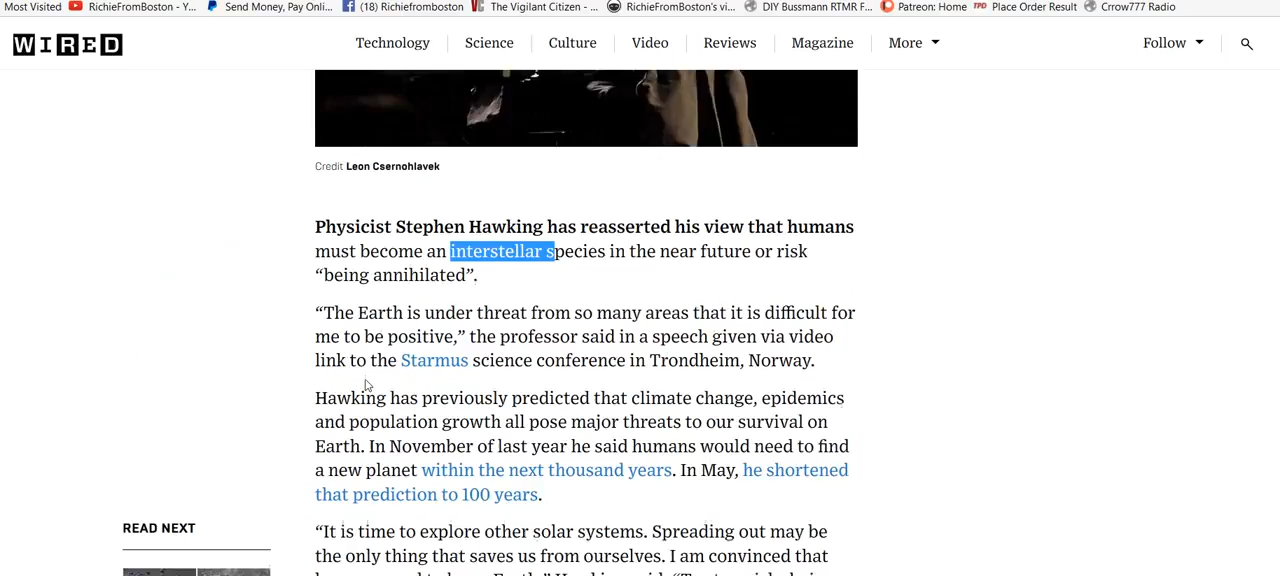 Most Visited RichieFromBoston - Y... Send Money, Pay Onli... (18) Richiefromboston The Vigilant Citizen - ... RichieFromBoston's vi... DIY Bussmann RTMR F... Patreon: Home TPD Place Order Result Crrow777 Radio
WIRED Technology Science Culture Video Reviews Magazine More Follow
Credit Leon Csernohlavek
Physicist Stephen Hawking has reasserted his view that humans
must become an interstellar species in the near future or risk
“being annihilated”.
“The Earth is under threat from so many areas that it is difficult for
me to be positive,” the professor said in a speech given via video
link to the Starmus science conference in Trondheim, Norway.
Hawking has previously predicted that climate change, epidemics
and population growth all pose major threats to our survival on
Earth. In November of last year he said humans would need to find
a new planet within the next thousand years. In May, he shortened
that prediction to 100 years.
READ NEXT
“It is time to explore other solar systems. Spreading out may be
the only thing that saves us from ourselves. I am convinced that